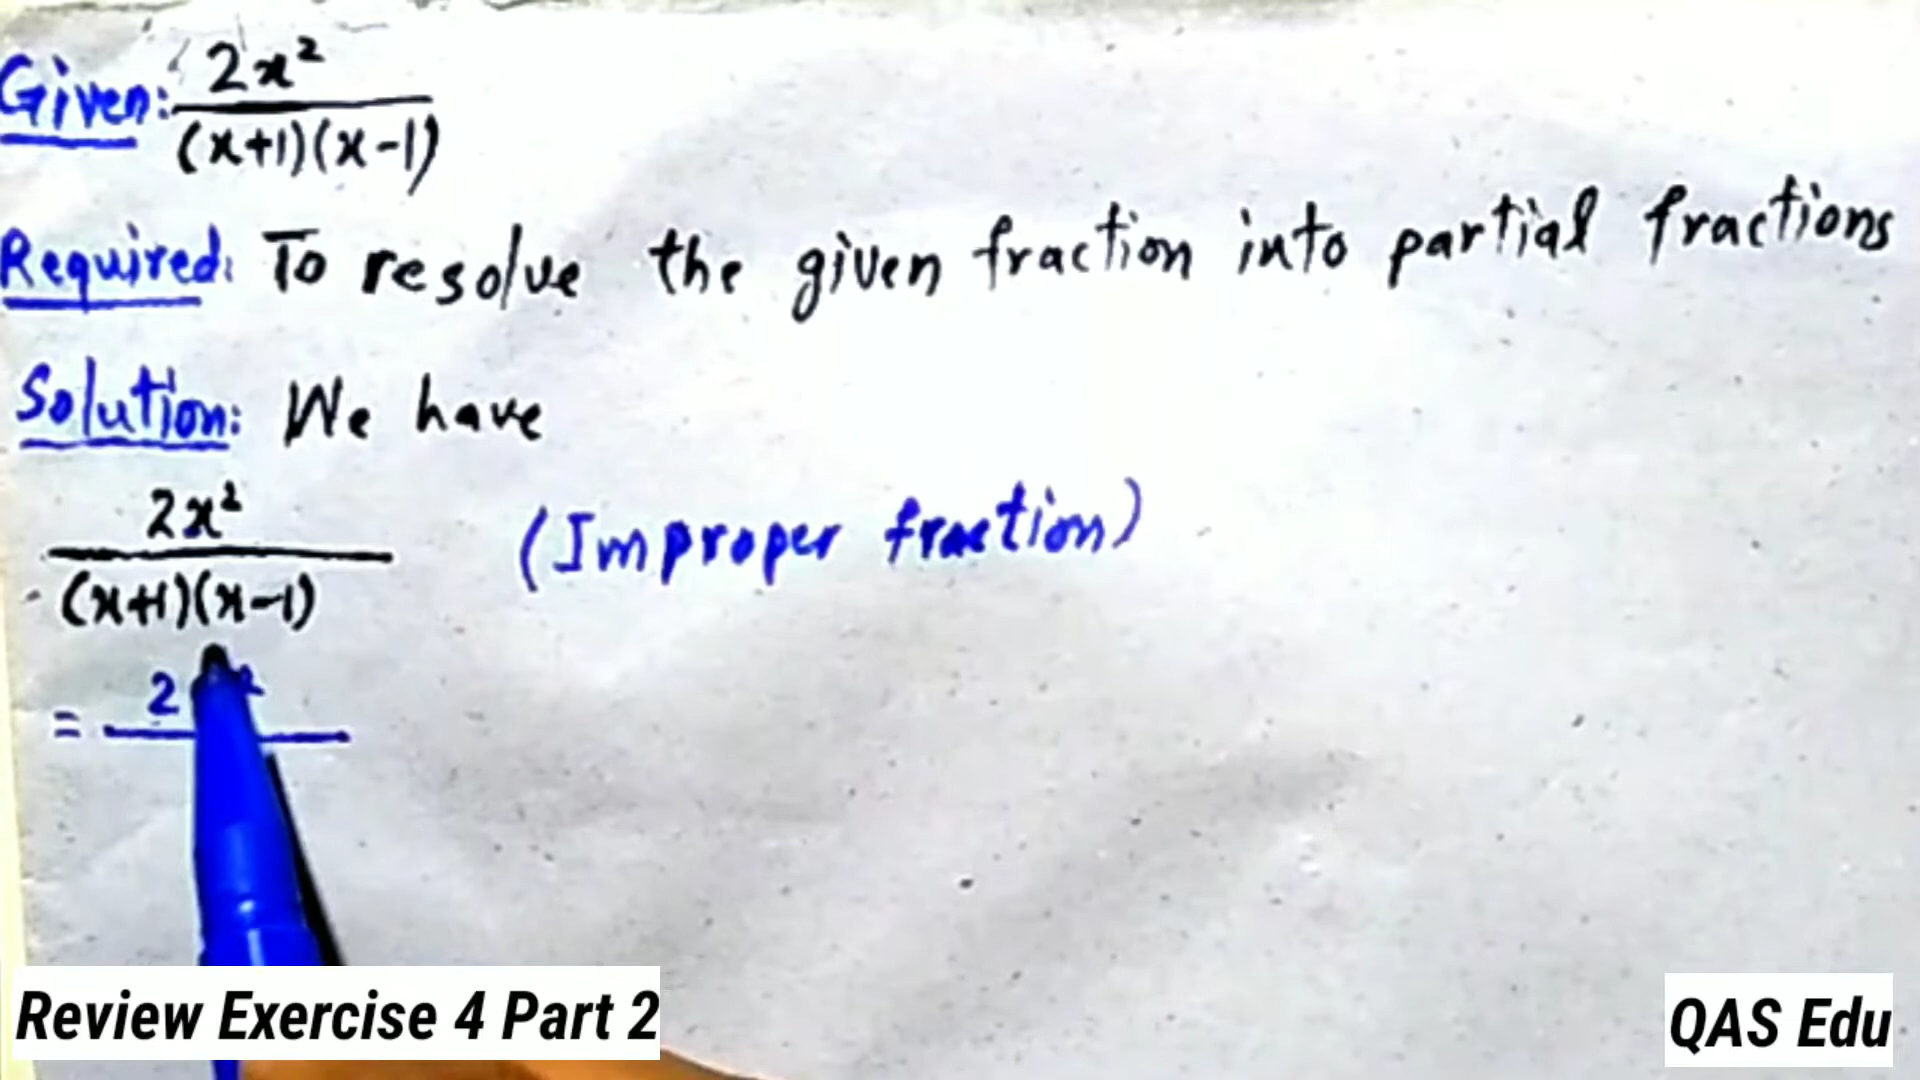 Given: 2x²
(x+1)(x-1)
Required: To resolve the given fraction into partial fractions
Solution: We have
2x² (Improper fraction)
(x+1)(x-1)
= 2
Review Exercise 4 Part 2
QAS Edu